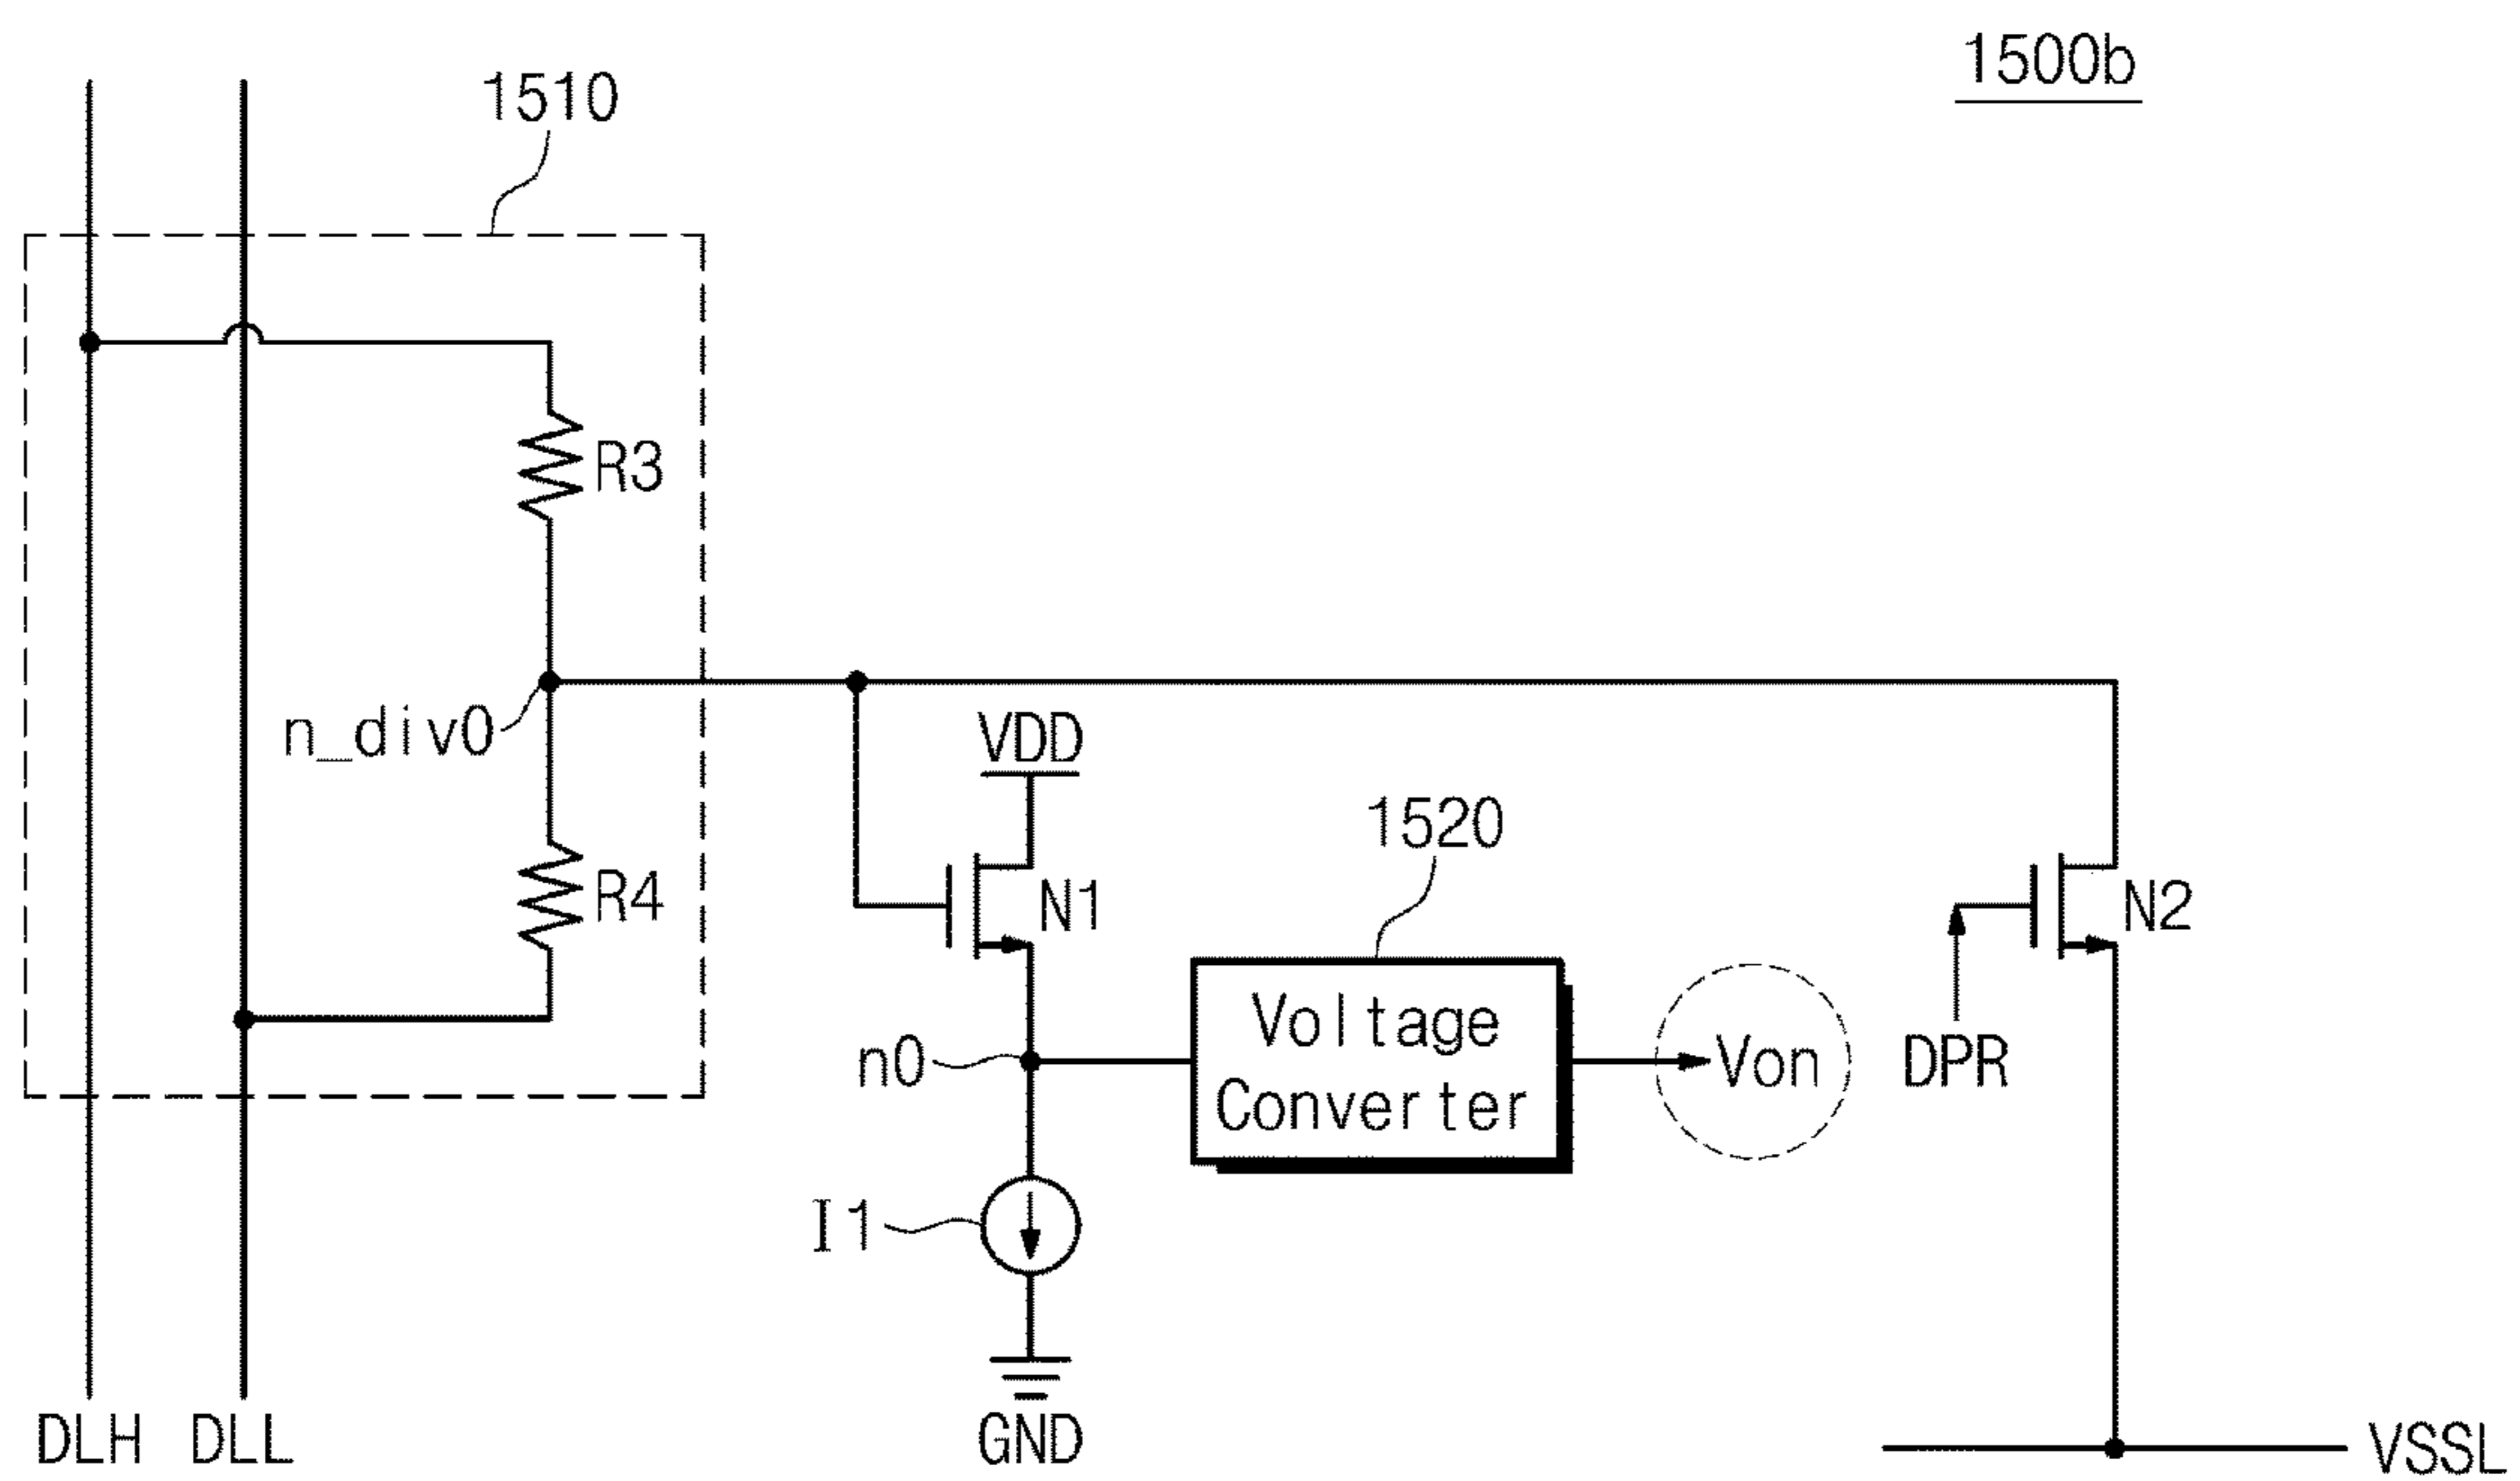 1500b
1510
R3
n_div0
VDD
1520
R4
N1
N2
Voltage
Converter
n0
Von
DPR
I1
DLH
DLL
GND
VSSL